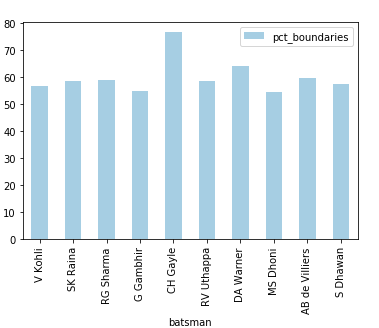 80
70
60
50
40
30
20
10
0
pct_boundaries
V Kohli
SK Raina
RG Sharma
G Gambhir
CH Gayle
RV Uthappa
DA Warner
MS Dhoni
AB de Villiers
S Dhawan
batsman